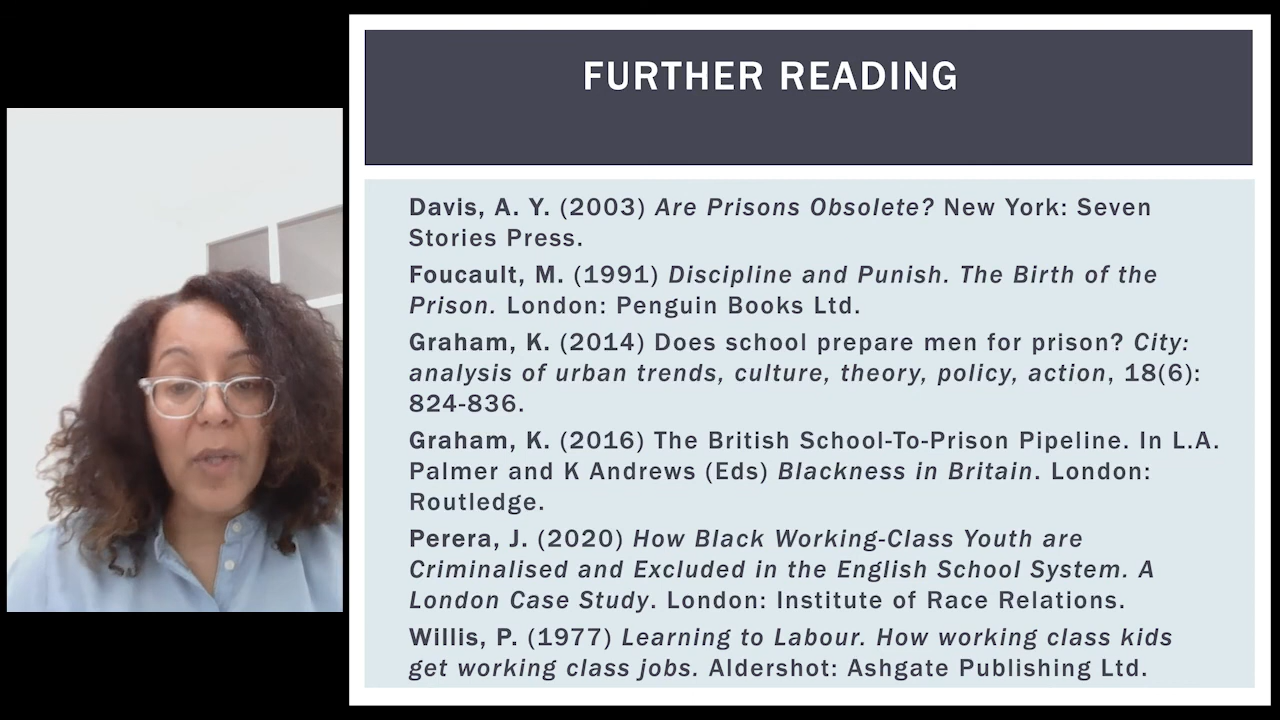 FURTHER READING
Davis, A. Y. (2003) Are Prisons Obsolete? New York: Seven
Stories Press.
Foucault, M. (1991) Discipline and Punish. The Birth of the
Prison. London: Penguin Books Ltd.
Graham, K. (2014) Does school prepare men for prison? City:
analysis of urban trends, culture, theory, policy, action, 18(6):
824-836.
Graham, K. (2016) The British School-To-Prison Pipeline. In L.A.
Palmer and K Andrews (Eds) Blackness in Britain. London:
Routledge.
Perera, J. (2020) How Black Working-Class Youth are
Criminalised and Excluded in the English School System. A
London Case Study. London: Institute of Race Relations.
Willis, P. (1977) Learning to Labour. How working class kids
get working class jobs. Aldershot: Ashgate Publishing Ltd.